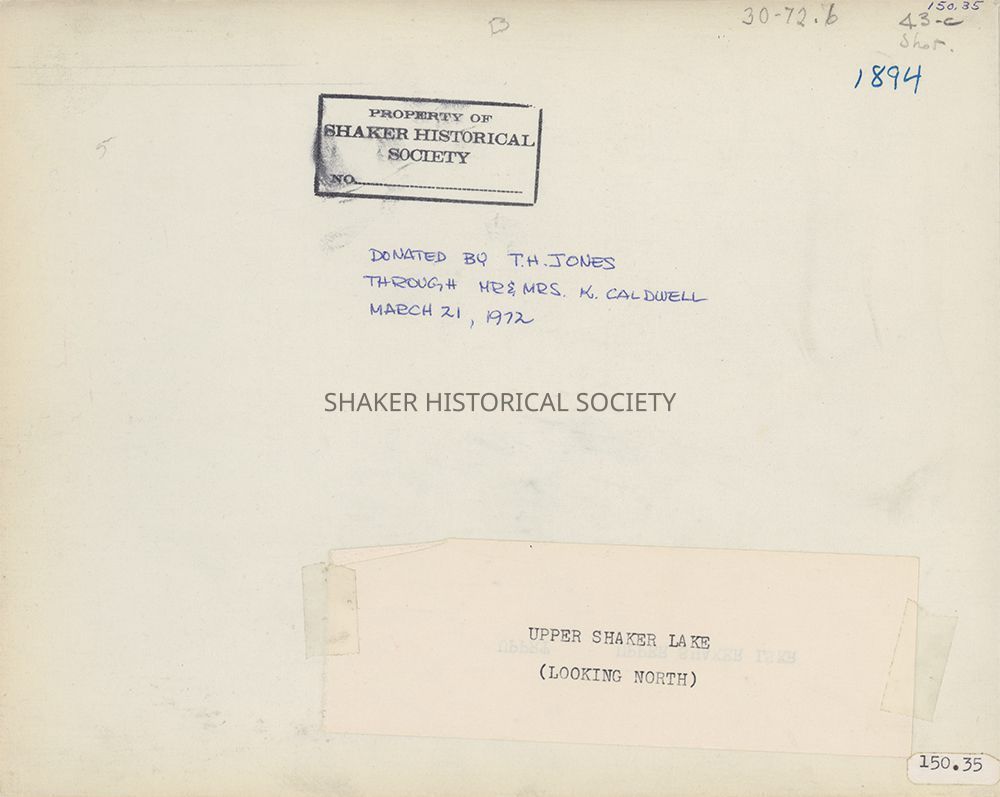 150.35
30-72.b
43-c
Shor.
1894
PROPERTY OF
SHAKER HISTORICAL
SOCIETY
NO.
5
DONATED BY T.H. JONES
THROUGH MR & MRS. K. CALDWELL
MARCH 21, 1972
SHAKER HISTORICAL SOCIETY
UPPER SHAKER LAKE
(LOOKING NORTH)
150.35